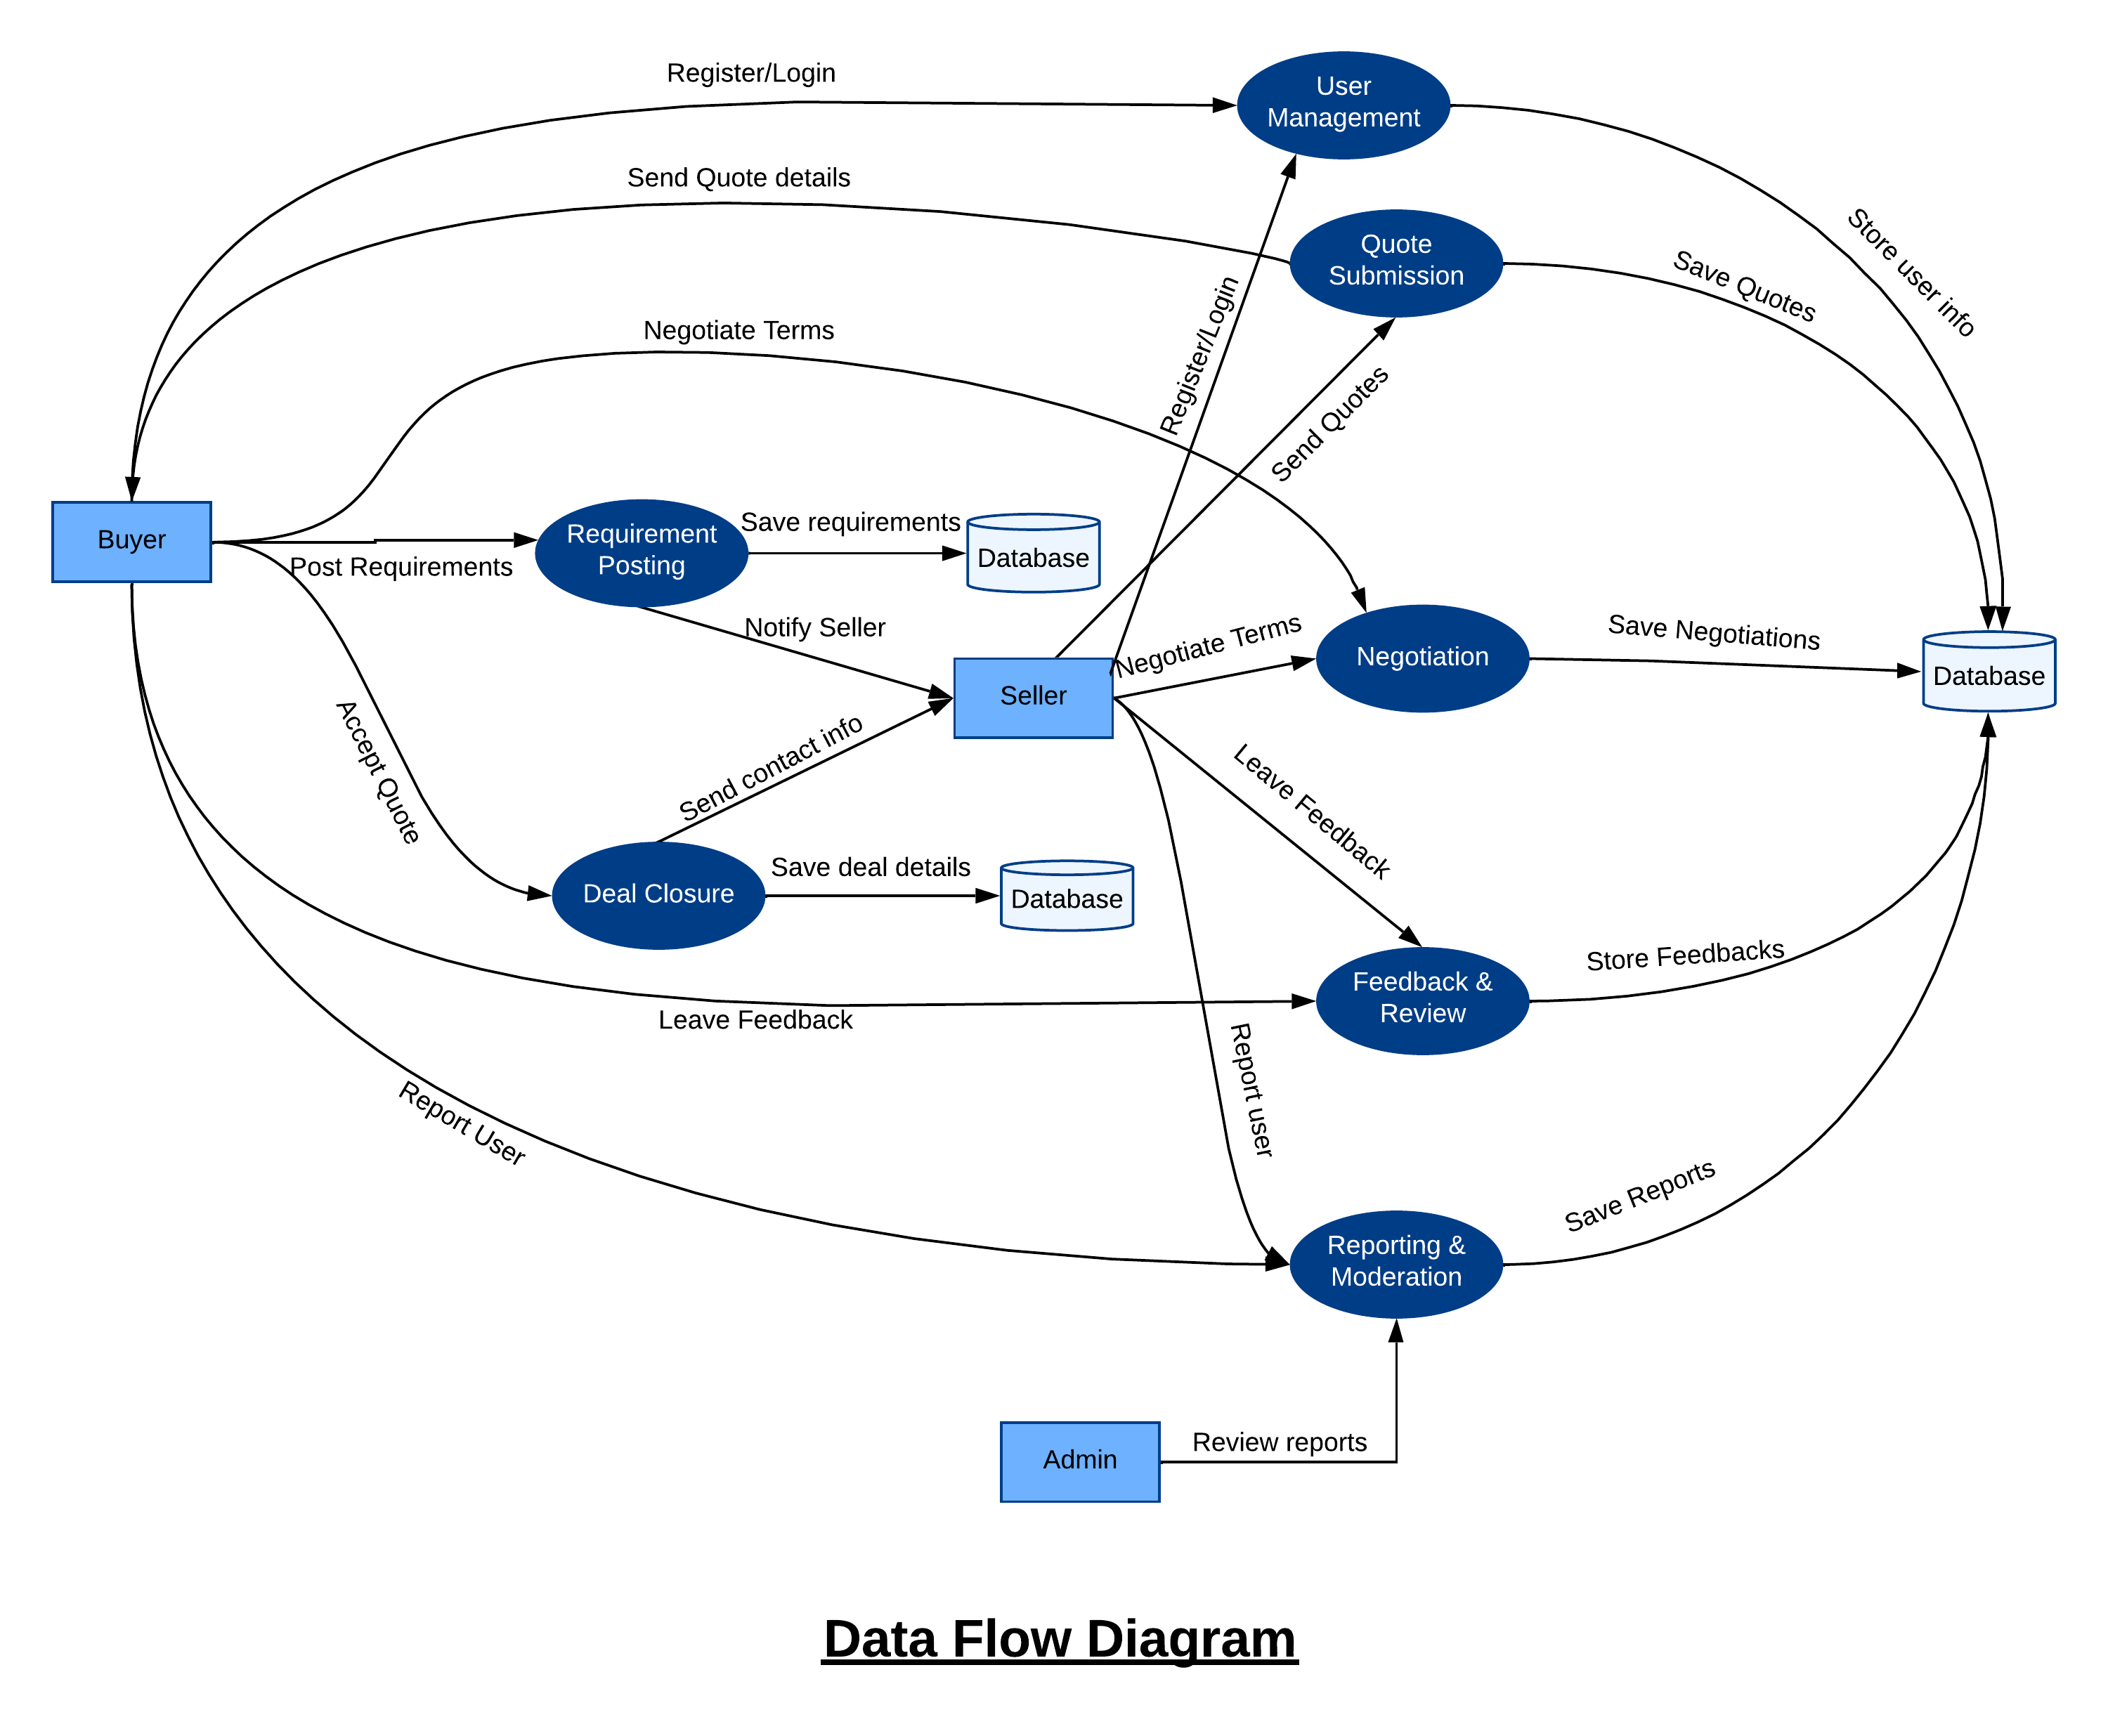 Register/Login
User
Management
Send Quote details
Store user info
Quote
Submission
Save Quotes
Register/Login
Negotiate Terms
Send Quotes
Buyer
Post Requirements
Requirement
Posting
Save requirements
Database
Notify Seller
Seller
Negotiate Terms
Negotiation
Save Negotiations
Database
Accept Quote
Send contact info
Leave Feedback
Deal Closure
Save deal details
Database
Leave Feedback
Feedback &
Review
Store Feedbacks
Report User
Report user
Reporting &
Moderation
Save Reports
Admin
Review reports
Data Flow Diagram